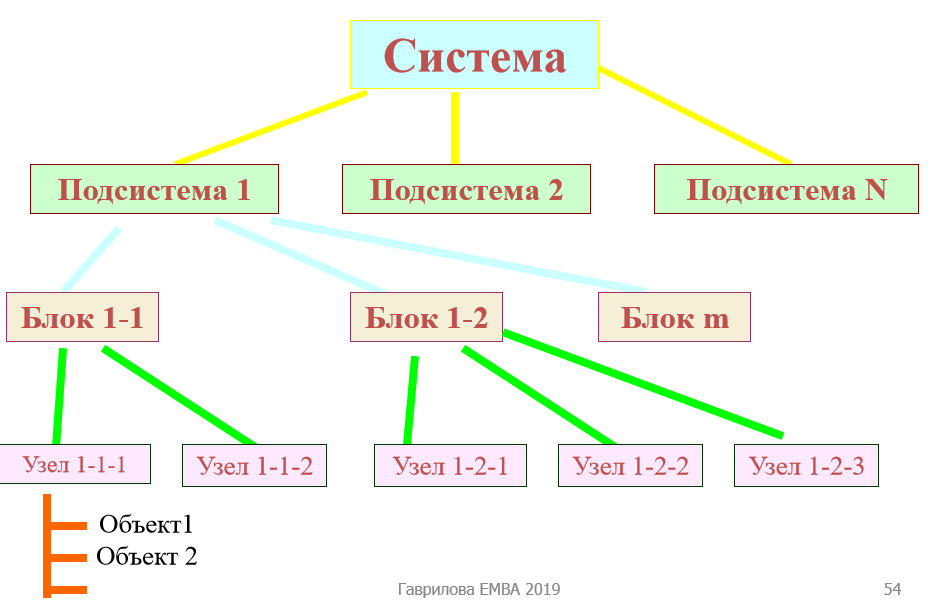 Система
Подсистема 1
Подсистема 2
Подсистема N
Блок 1-1
Блок 1-2
Блок m
Узел 1-1-1
Узел 1-1-2
Узел 1-2-1
Узел 1-2-2
Узел 1-2-3
Объект1
Объект 2
Гаврилова EMBA 2019
54